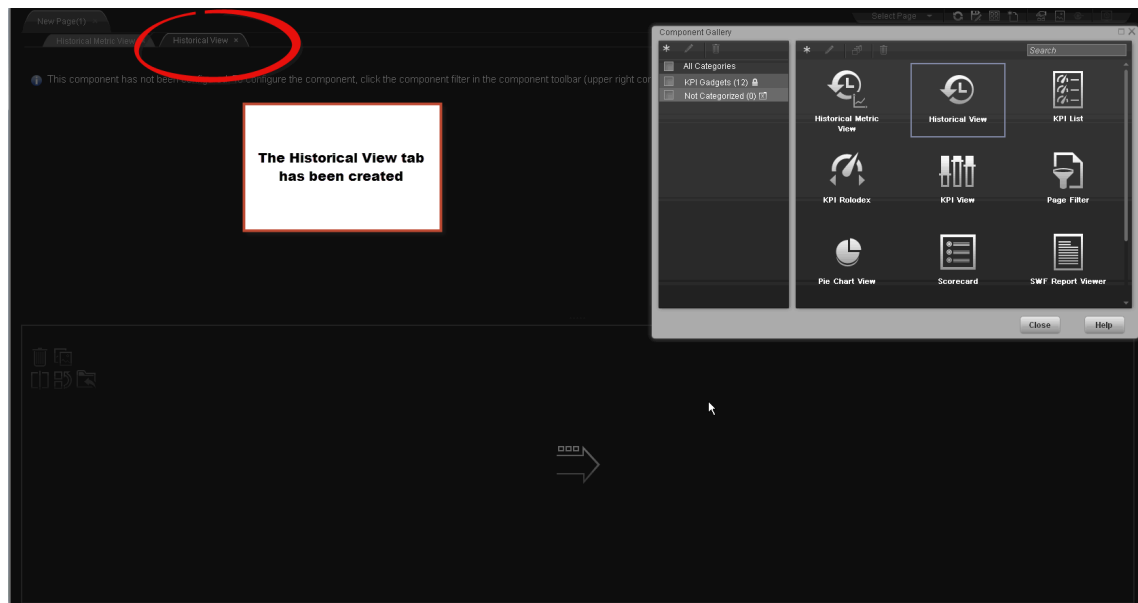 New Page(1) ×
Select Page
Historical Metric View
Historical View ×
This component has not been configured. To configure the component, click the component filter in the component toolbar (upper right cor
The Historical View tab
has been created
Component Gallery
Search
All Categories
KPI Gadgets (12)
Not Categorized (0)
Historical Metric
View
Historical View
KPI List
KPI Rolodex
KPI View
Page Filter
Pie Chart View
Scorecard
SWF Report Viewer
Close
Help